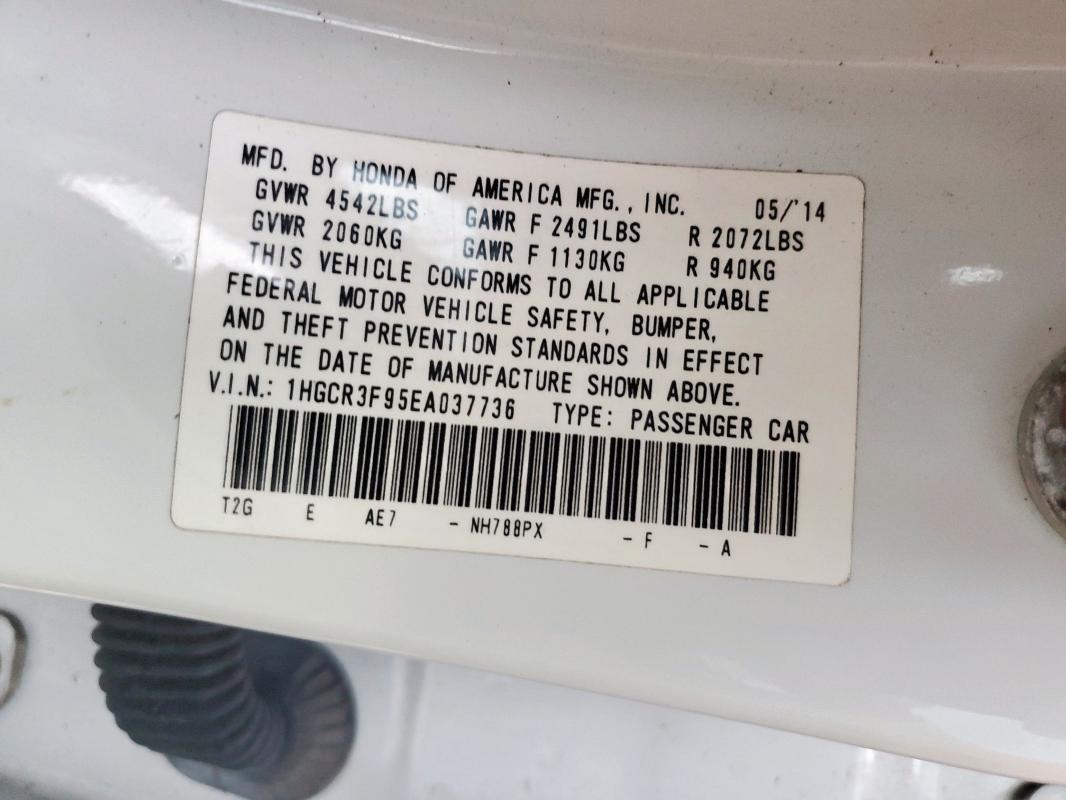 MFD. BY HONDA OF AMERICA MFG., INC. 05/'14
GVWR 4542LBS GAWR F 2491LBS R 2072LBS
GVWR 2060KG GAWR F 1130KG R 940KG
THIS VEHICLE CONFORMS TO ALL APPLICABLE
FEDERAL MOTOR VEHICLE SAFETY, BUMPER,
AND THEFT PREVENTION STANDARDS IN EFFECT
ON THE DATE OF MANUFACTURE SHOWN ABOVE.
V.I.N.: 1HGCR3F95EA037736 TYPE: PASSENGER CAR
T2G E AE7 - NH788PX - F - A